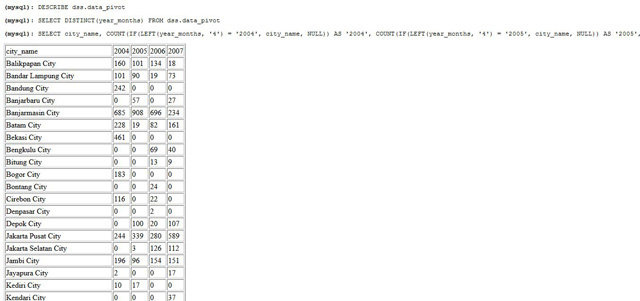 (mysql): DESCRIBE dss.data_pivot
(mysql): SELECT DISTINCT(year_months) FROM dss.data_pivot
(mysql): SELECT city_name, COUNT(IF(LEFT(year_months, '4') = '2004', city_name, NULL)) AS '2004', COUNT(IF(LEFT(year_months, '4') = '2005', city_name, NULL)) AS '2005',
city_name 2004 2005 2006 2007
Balikpapan City 160 101 134 18
Bandar Lampung City 101 90 19 73
Bandung City 242 0 0 0
Banjarbaru City 0 57 0 27
Banjarmasin City 685 908 696 234
Batam City 228 19 82 161
Bekasi City 461 0 0 0
Bengkulu City 0 0 69 40
Bitung City 0 0 13 9
Bogor City 183 0 0 0
Bontang City 0 0 24 0
Cirebon City 116 0 22 0
Denpasar City 0 0 2 0
Depok City 0 100 20 107
Jakarta Pusat City 244 339 280 589
Jakarta Selatan City 0 3 126 112
Jambi City 196 96 154 151
Jayapura City 2 0 0 17
Kediri City 10 17 0 0
Kendari City 0 0 0 37